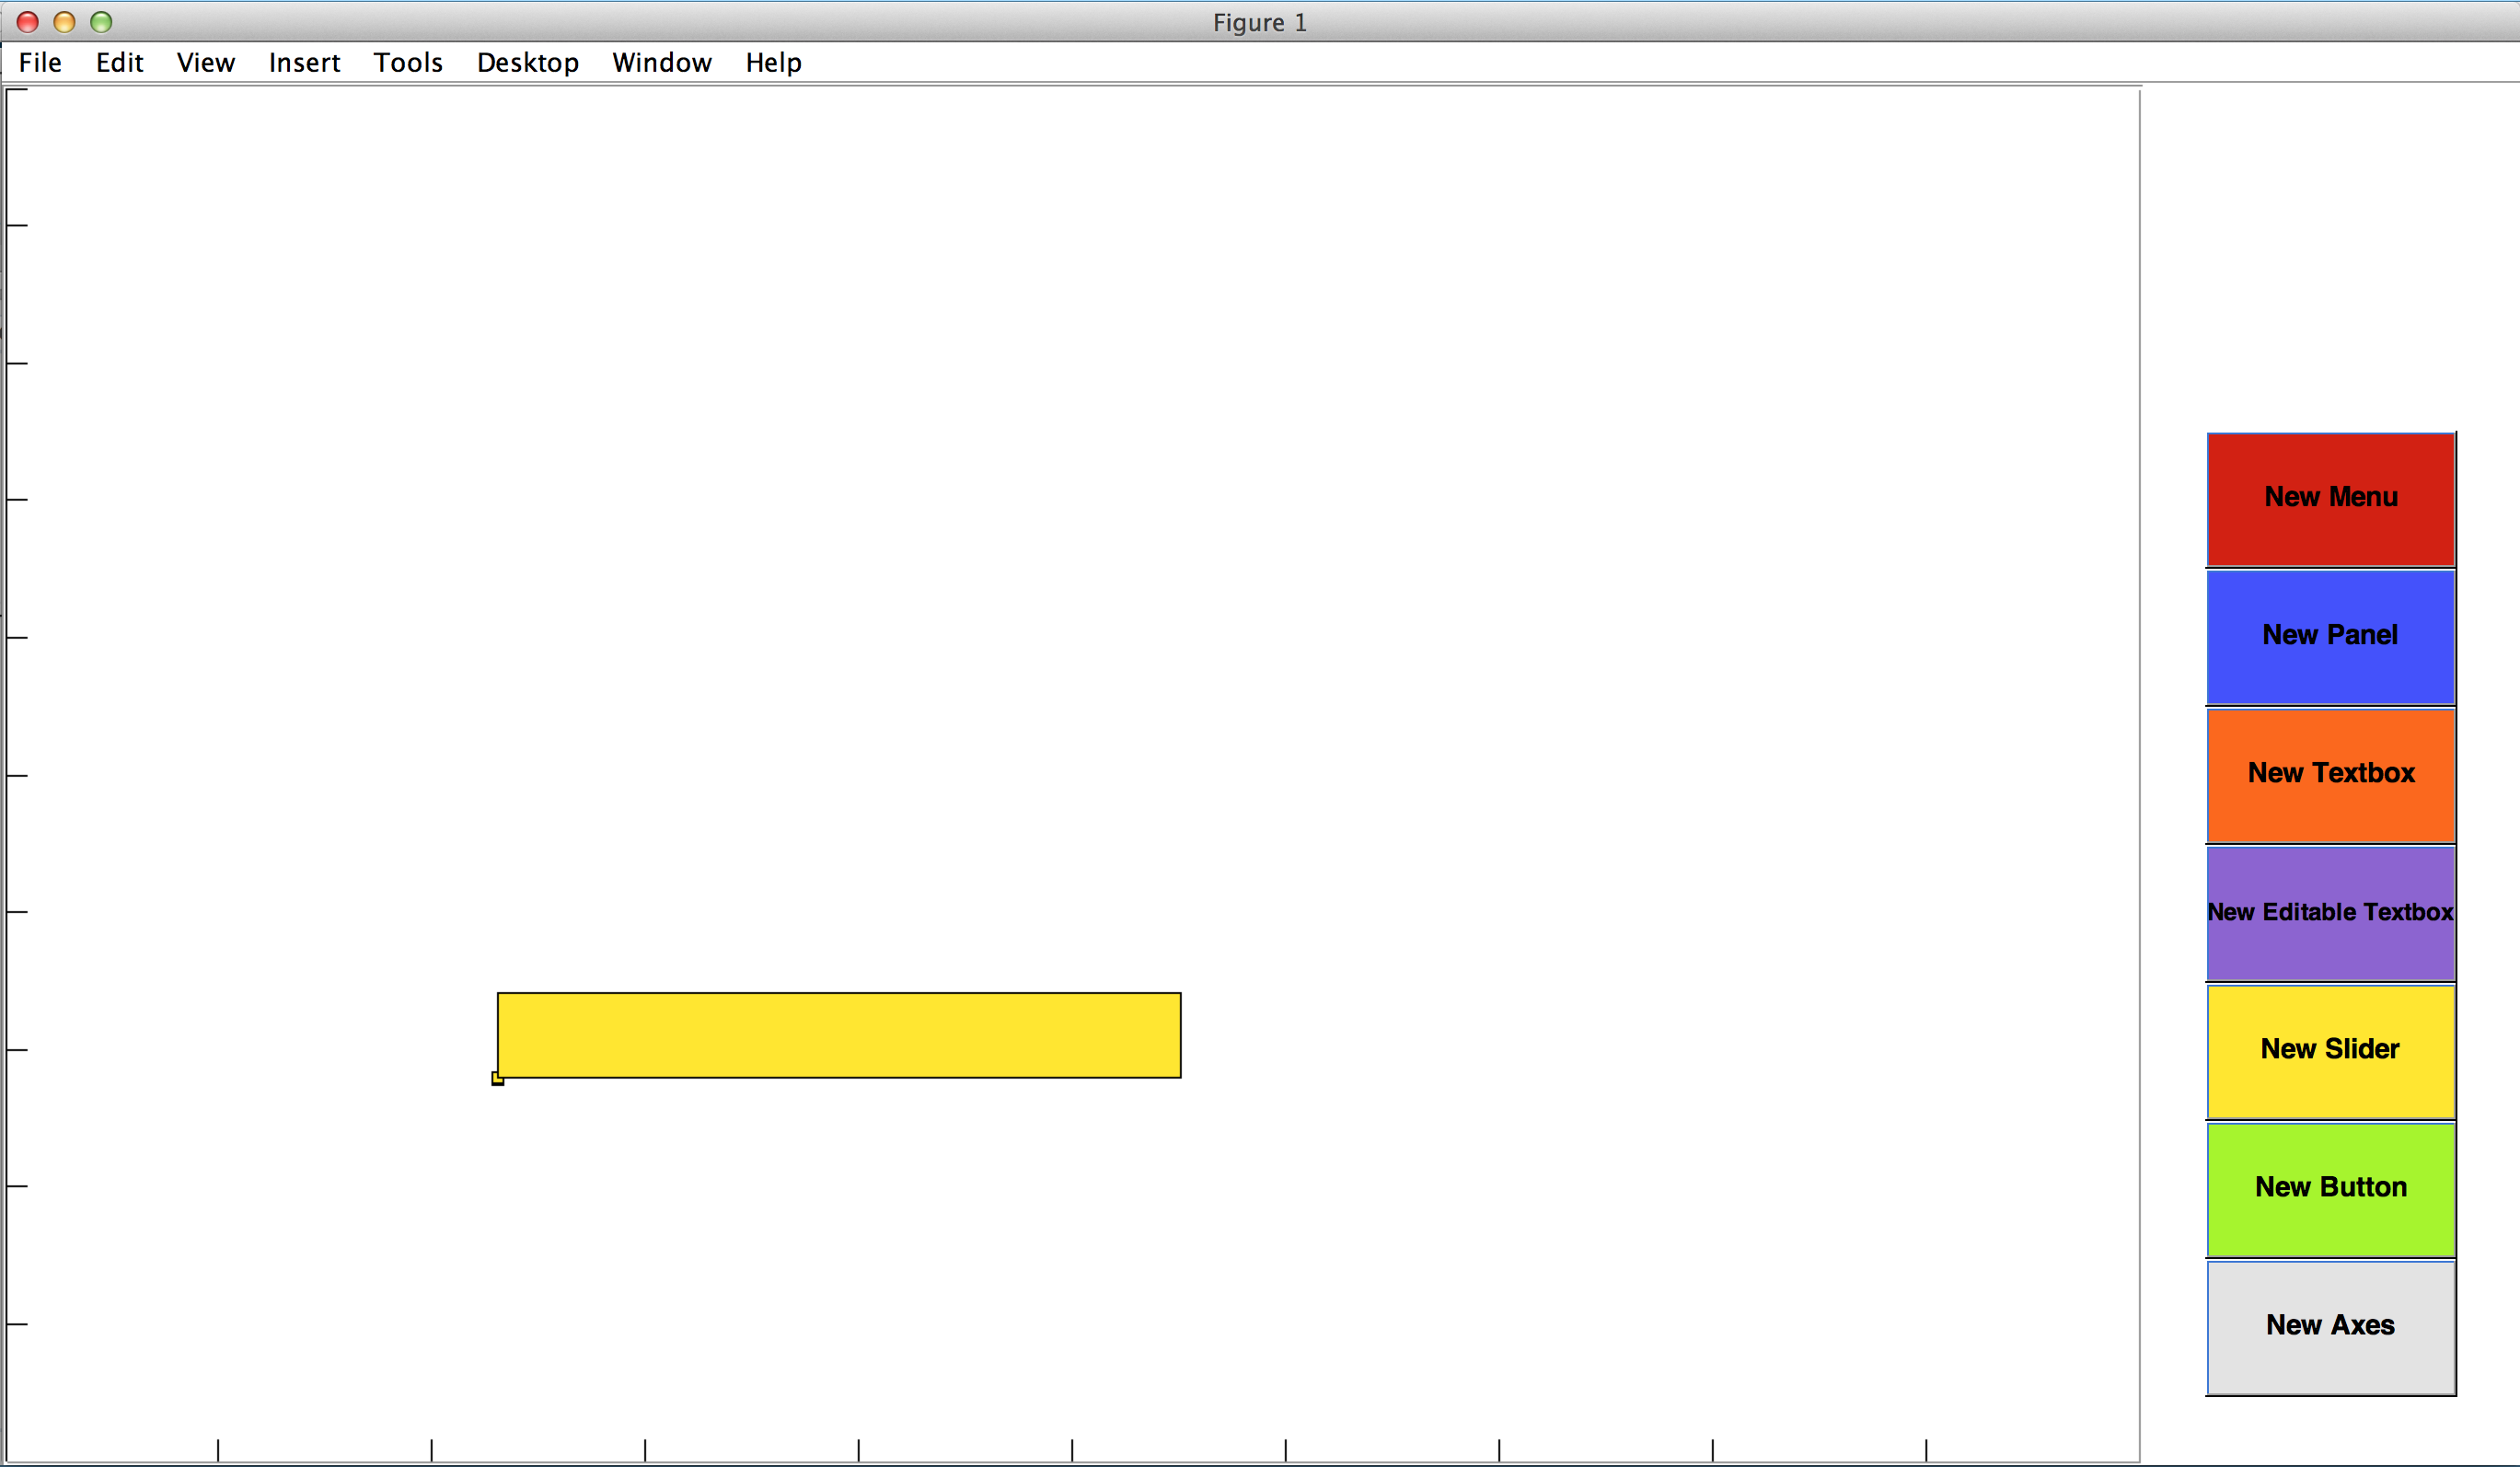 Figure 1
File Edit View Insert Tools Desktop Window Help
New Menu
New Panel
New Textbox
New Editable Textbox
New Slider
New Button
New Axes